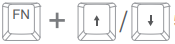 FN + ↑ / ↓